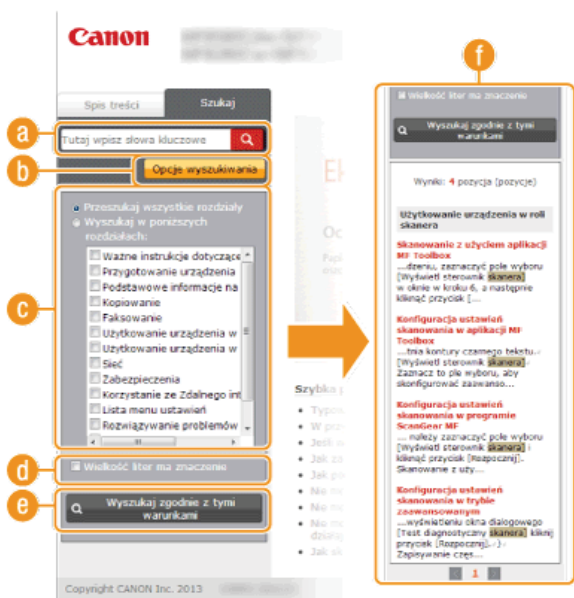 Canon
Spis treści
Szukaj
a
Tutaj wpisz słowa kluczowe
b
Opcje wyszukiwania
c
Przeszukaj wszystkie rozdziały
Wyszukaj w poniższych
rozdziałach:
Ważne instrukcje dotyczące
Przygotowanie urządzenia
Podstawowe informacje na
Kopiowanie
Faksowanie
Użytkowanie urządzenia w
Użytkowanie urządzenia w
Sieć
Zabezpieczenia
Korzystanie ze Zdalnego int
Lista menu ustawień
Rozwiązywanie problemów
d
Wielkość liter ma znaczenie
e
Wyszukaj zgodnie z tymi
warunkami
Copyright CANON Inc. 2013
Szybka
f
Wielkość liter ma znaczenie
Wyszukaj zgodnie z tymi
warunkami
Wyniki: 4 pozycja (pozycje)
Użytkowanie urządzenia w roli
skanera
Skanowanie z użyciem aplikacji
MF Toolbox
...dzeniu, zaznaczyć pole wyboru
[Wyświetl sterownik skanera]
w oknie w kroku 6, a następnie
kliknąć przycisk [...
Konfiguracja ustawień
skanowania w aplikacji MF
Toolbox
...tnia kontury czarnego tekstu.
[Wyświetl sterownik skanera]
Zaznacz to ple wyboru, aby
skonfigurować zaawanso...
Konfiguracja ustawień
skanowania w programie
ScanGear MF
... należy zaznaczyć pole wyboru
[Wyświetl sterownik skanera] i
kliknąć przycisk [Rozpocznij].
Skanowanie z uży...
Konfiguracja ustawień
skanowania w trybie
zaawansowanym
...wyświetleniu okna dialogowego
[Test diagnostyczny skanera] kliknij
przycisk [Rozpocznij].
Zapisywanie częs...
1